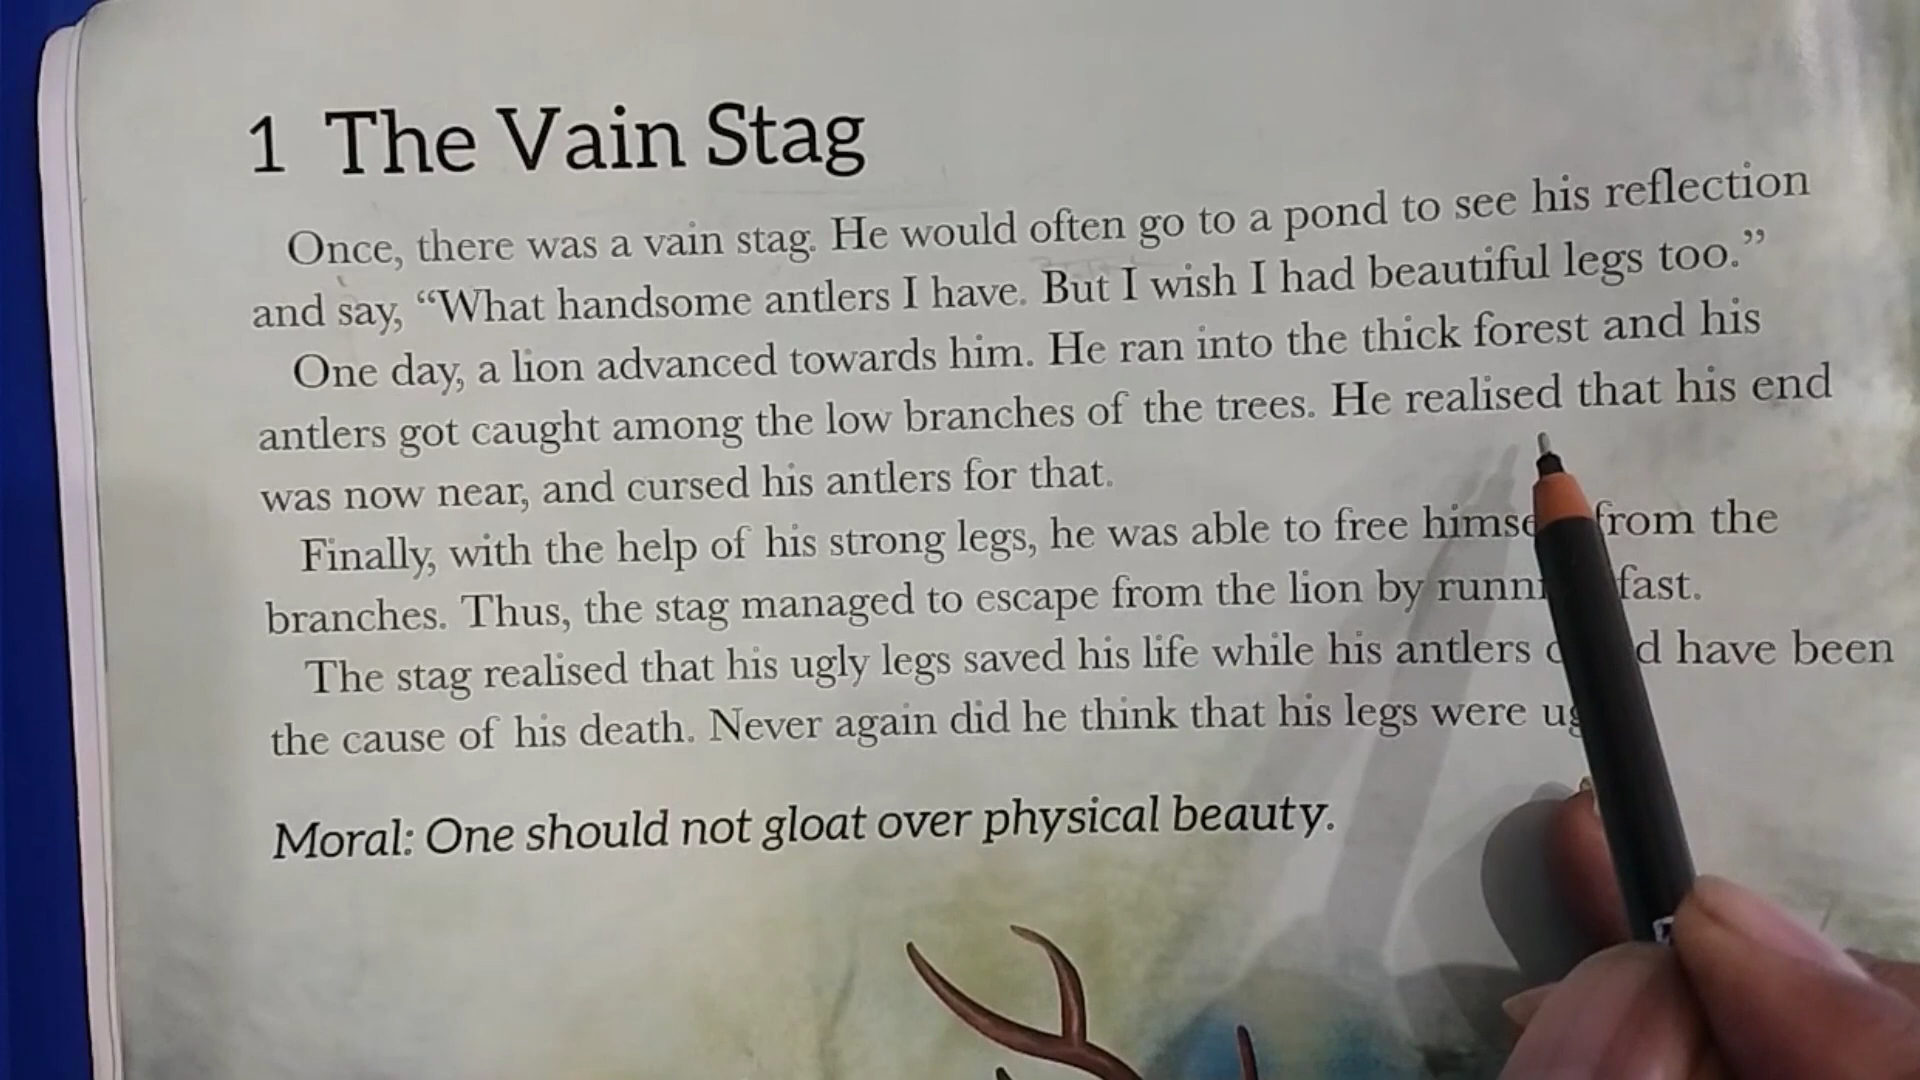 1 The Vain Stag
Once, there was a vain stag. He would often go to a pond to see his reflection
and say, “What handsome antlers I have. But I wish I had beautiful legs too.”
One day, a lion advanced towards him. He ran into the thick forest and his
antlers got caught among the low branches of the trees. He realised that his end
was now near, and cursed his antlers for that.
Finally, with the help of his strong legs, he was able to free from the
branches. Thus, the stag managed to escape from the lion by fast.
The stag realised that his ugly legs saved his life while his antlers have been
the cause of his death. Never again did he think that his legs were
Moral: One should not gloat over physical beauty.